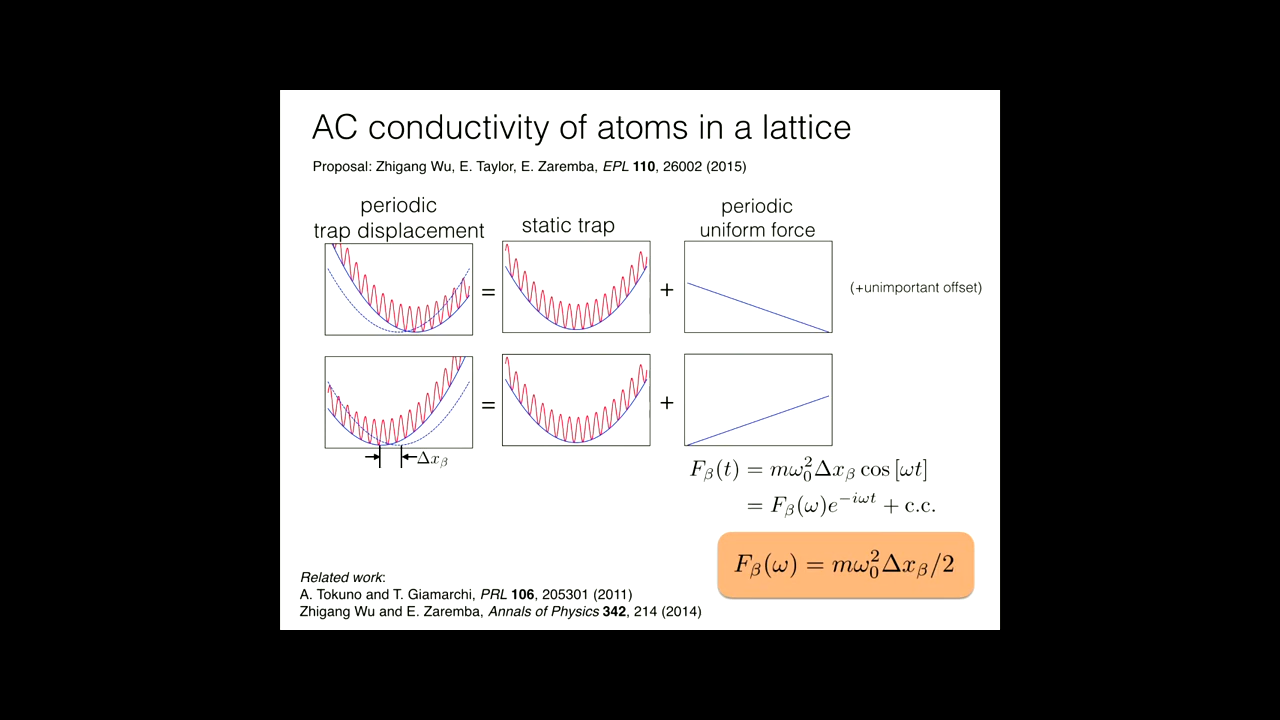 AC conductivity of atoms in a lattice
Proposal: Zhigang Wu, E. Taylor, E. Zaremba, EPL 110, 26002 (2015)
periodic
trap displacement
static trap
periodic
uniform force
=
+
(+unimportant offset)
=
+
Δx_β
F_β(t) = mω_0^2 Δx_β cos [ωt]
= F_β(ω)e^{−iωt} + c.c.
F_β(ω) = mω_0^2 Δx_β/2
Related work:
A. Tokuno and T. Giamarchi, PRL 106, 205301 (2011)
Zhigang Wu and E. Zaremba, Annals of Physics 342, 214 (2014)